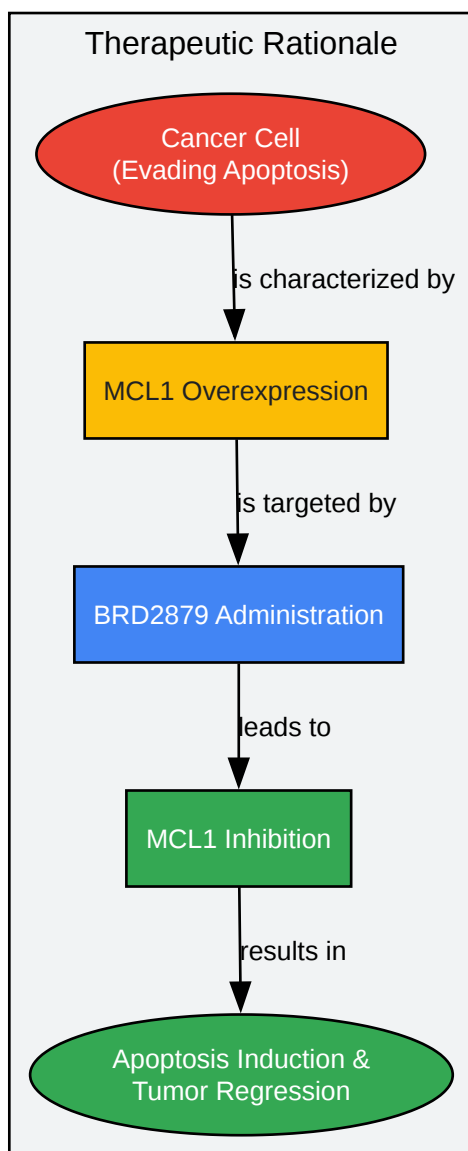 Therapeutic Rationale
Cancer Cell
(Evading Apoptosis)
is characterized by
MCL1 Overexpression
is targeted by
BRD2879 Administration
leads to
MCL1 Inhibition
results in
Apoptosis Induction &
Tumor Regression